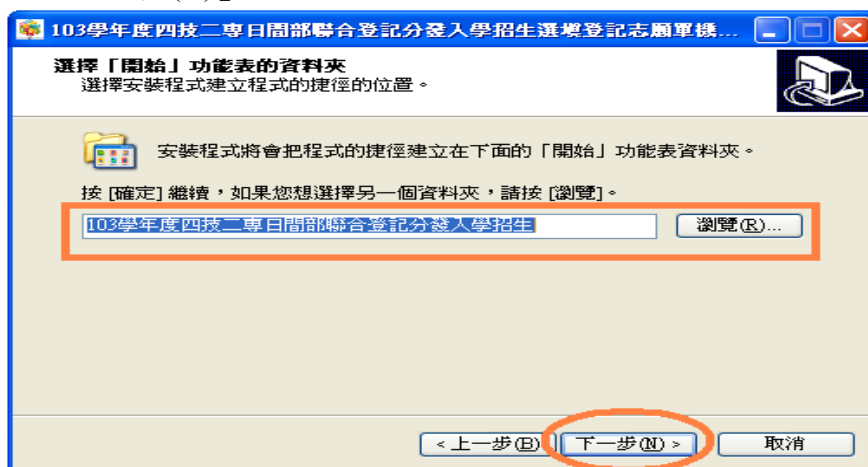 103學年度四技二專日間部聯合登記分發入學招生選填登記志願單機...
選擇「開始」功能表的資料夾
選擇安裝程式建立程式的捷徑的位置。
安裝程式將會把程式的捷徑建立在下面的「開始」功能表資料夾。
按 [確定] 繼續，如果您想選擇另一個資料夾，請按 [瀏覽]。
103學年度四技二專日間部聯合登記分發入學招生
瀏覽(R)...
< 上一步(B)
下一步(N) >
取消